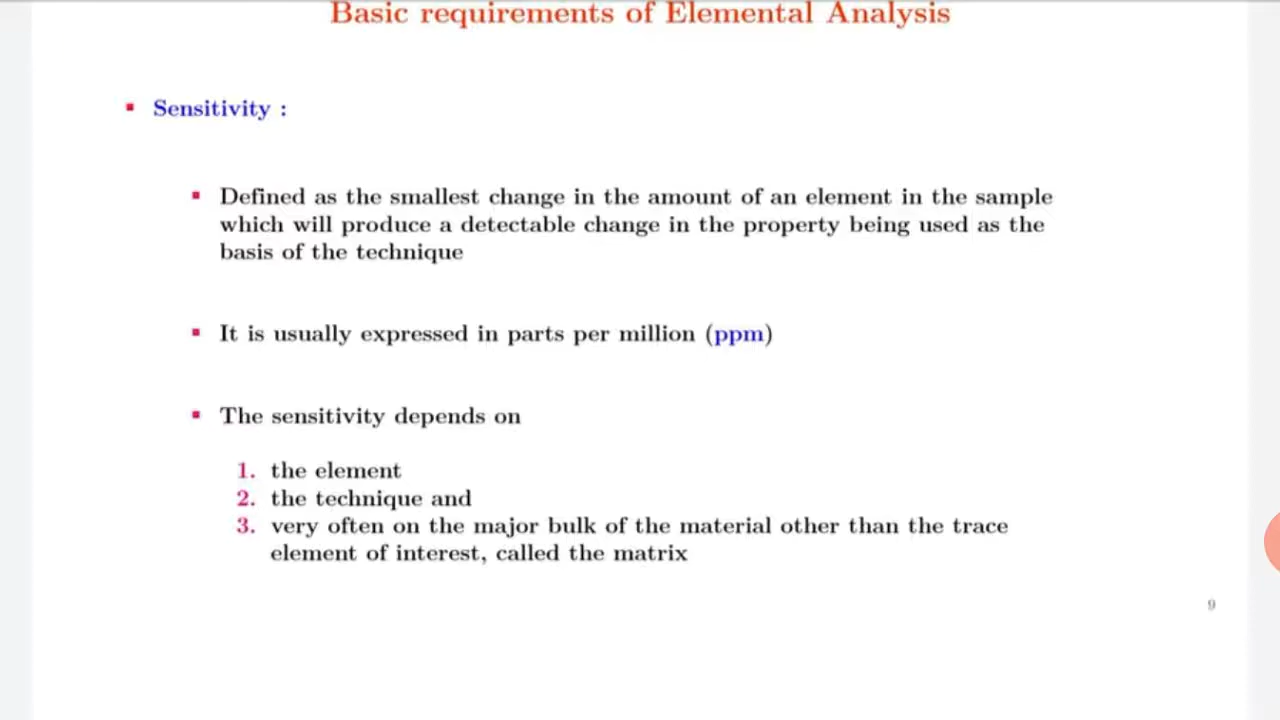 Basic requirements of Elemental Analysis
Sensitivity :
Defined as the smallest change in the amount of an element in the sample
which will produce a detectable change in the property being used as the
basis of the technique
It is usually expressed in parts per million (ppm)
The sensitivity depends on
1. the element
2. the technique and
3. very often on the major bulk of the material other than the trace
element of interest, called the matrix
9